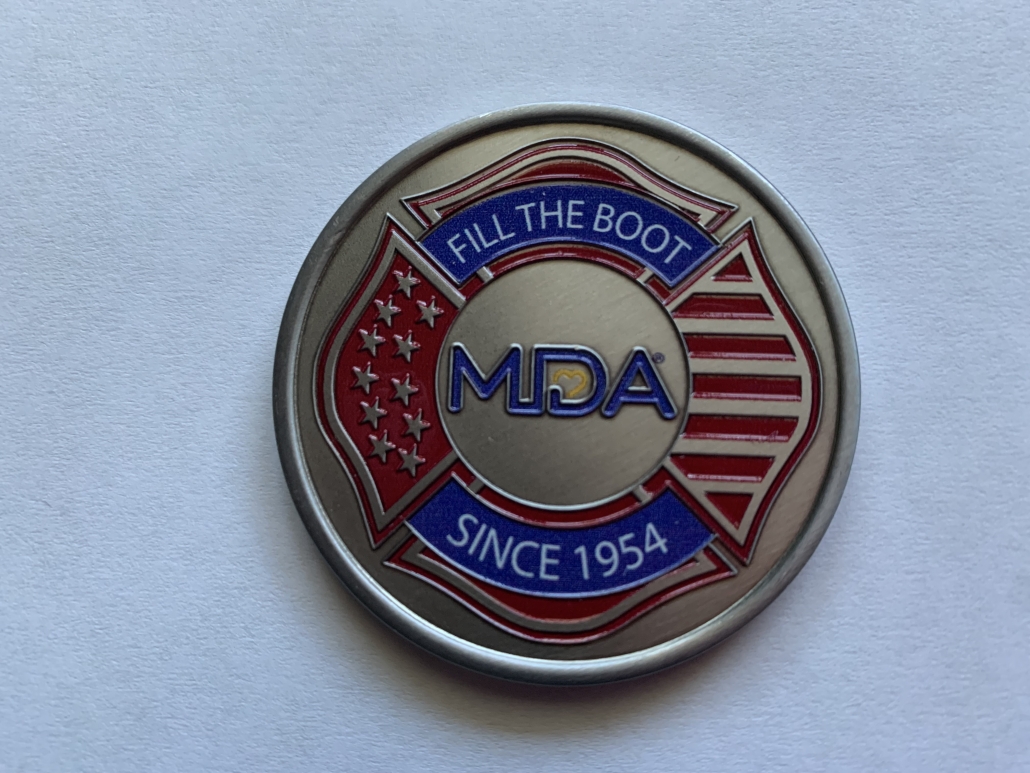 FILL THE BOOT
MDA®
SINCE 1954